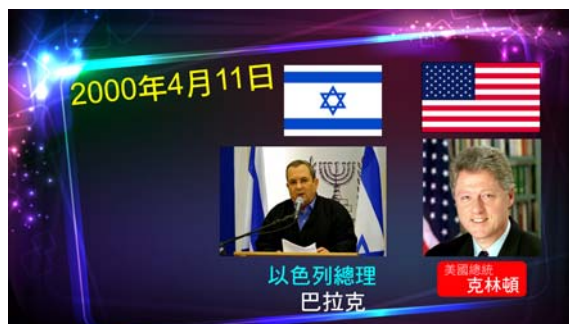 2000年4月11日
以色列總理
巴拉克
美國總統
克林頓